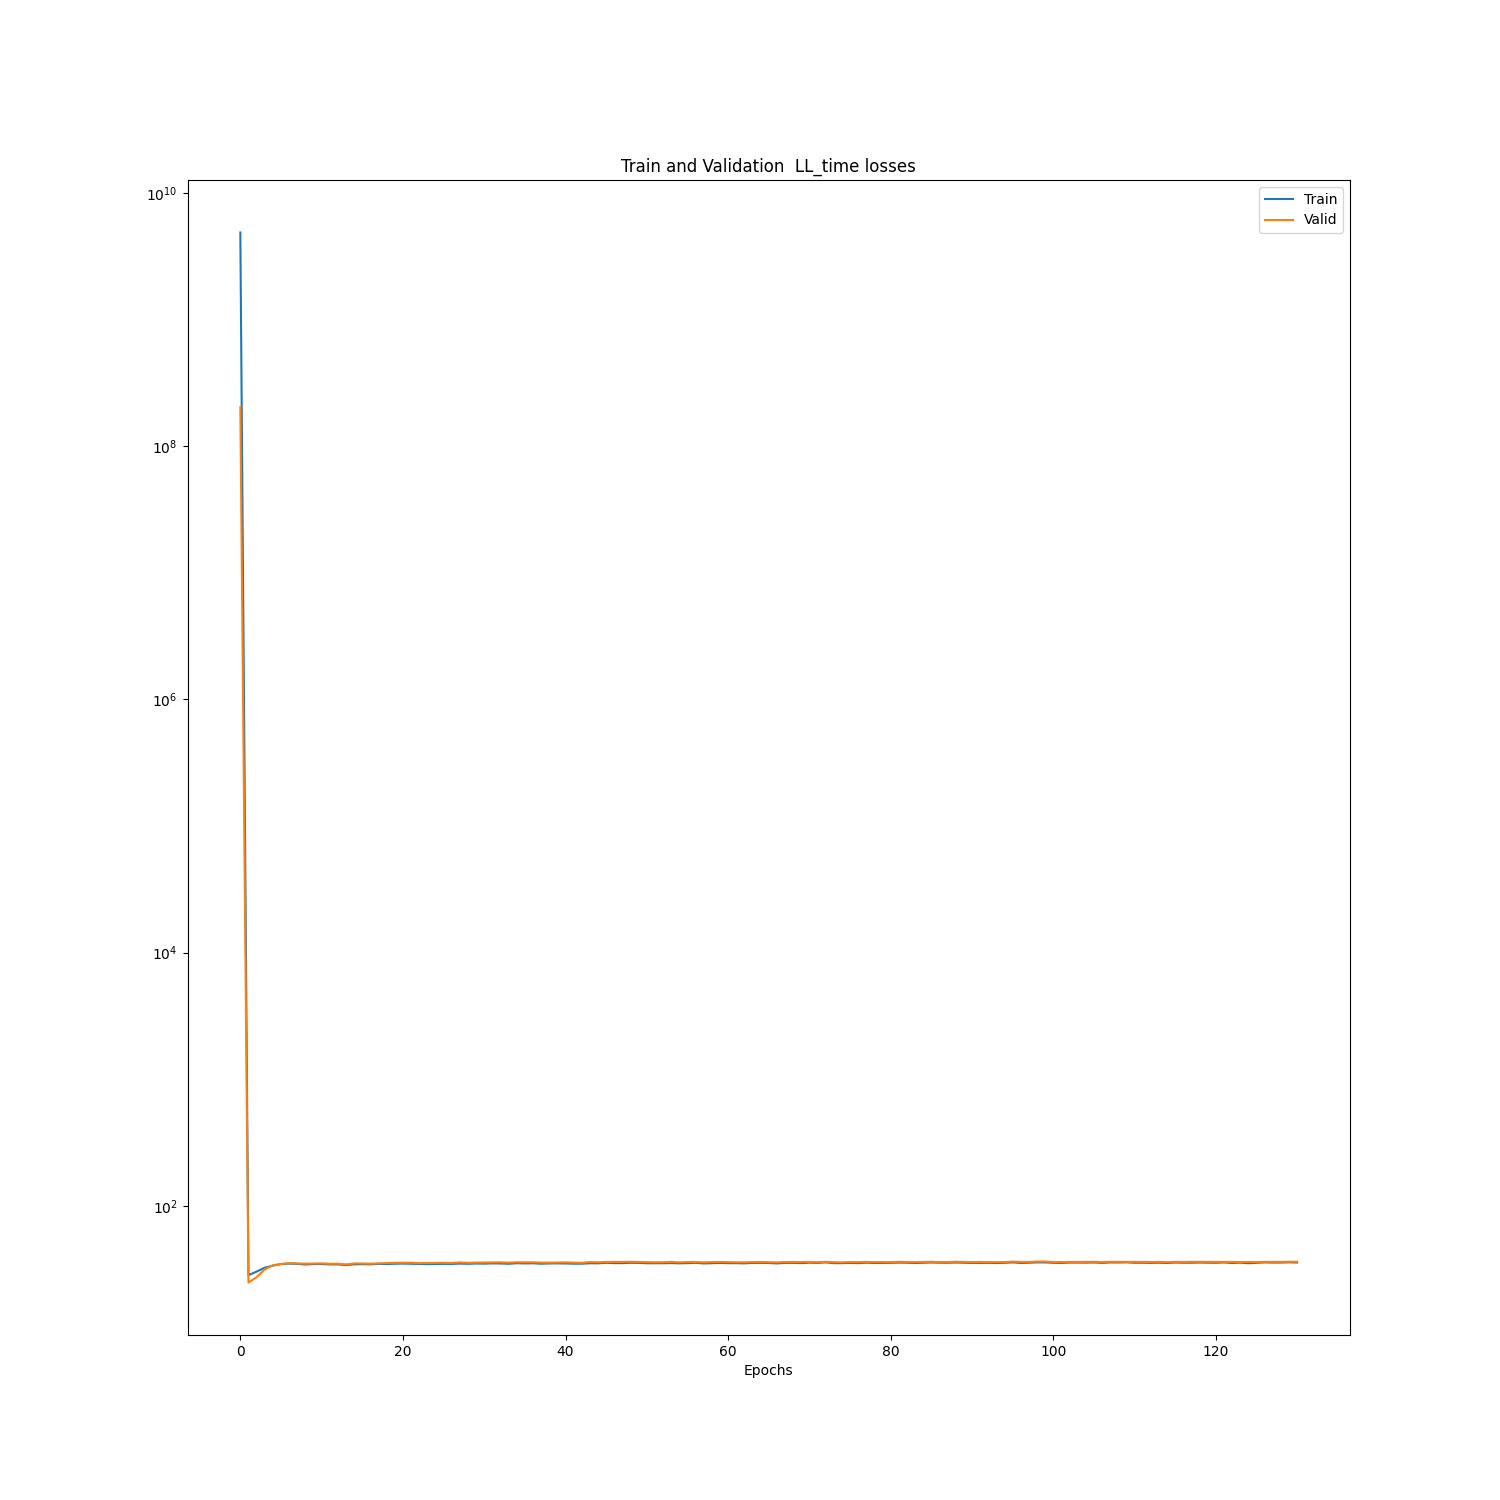 Train and Validation  LL_time losses
10¹⁰
Train
Valid
10⁸
10⁶
10⁴
10²
0 20 40 60 80 100 120
Epochs